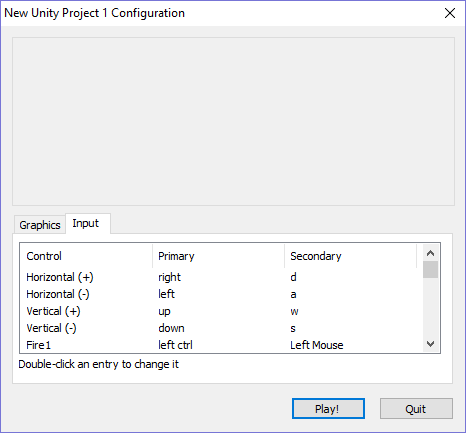 New Unity Project 1 Configuration
Graphics Input
Control Primary Secondary
Horizontal (+) right d
Horizontal (-) left a
Vertical (+) up w
Vertical (-) down s
Fire1 left ctrl Left Mouse
Double-click an entry to change it
Play! Quit